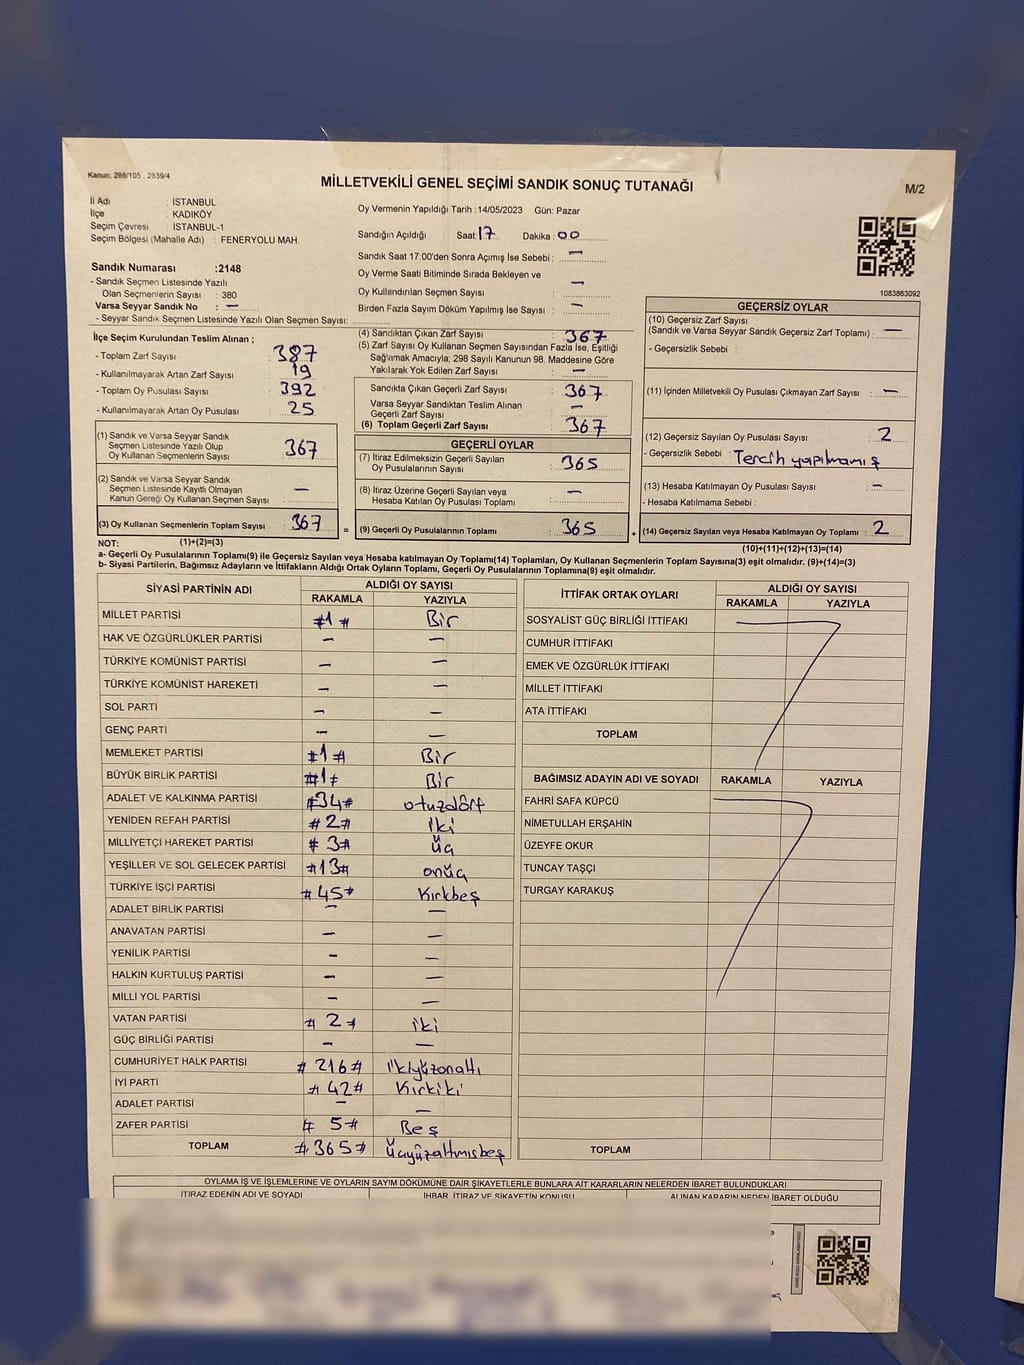 Kanun: 298/105 . 2839/4
MİLLETVEKİLİ GENEL SEÇİMİ SANDIK SONUÇ TUTANAĞI
M/2
İl Adı : İSTANBUL
İlçe : KADIKÖY
Seçim Çevresi : İSTANBUL-1
Seçim Bölgesi (Mahalle Adı) : FENERYOLU MAH.
Oy Vermenin Yapıldığı Tarih :14/05/2023 Gün: Pazar
Sandığın Açıldığı Saat: 17 Dakika : 00
Sandık Saat 17:00'den Sonra Açımış İse Sebebi : —
Oy Verme Saati Bitiminde Sırada Bekleyen ve
Oy Kullendırılan Seçmen Sayısı : —
Birden Fazla Sayım Döküm Yapılmış İse Sayısı : —
Sandık Numarası :2148
- Sandık Seçmen Listesinde Yazılı
Olan Seçmenlerin Sayısı : 380
Varsa Seyyar Sandık No : —
- Seyyar Sandık Seçmen Listesinde Yazılı Olan Seçmen Sayısı:
1083863092
İlçe Seçim Kurulundan Teslim Alınan ;
- Toplam Zarf Sayısı : 387
- Kullanılmayarak Artan Zarf Sayısı : 19
- Toplam Oy Pusulası Sayısı : 392
- Kullanılmayarak Artan Oy Pusulası : 25
(1) Sandık ve Varsa Seyyar Sandık
Seçmen Listesinde Yazılı Olup
Oy Kullanan Seçmenlerin Sayısı : 367
(2) Sandık ve Varsa Seyyar Sandık
Seçmen Listesinde Kayıtlı Olmayan
Kanun Gereği Oy Kullanan Seçmen Sayısı : —
(3) Oy Kullanan Seçmenlerin Toplam Sayısı : 367 =
(4) Sandıktan Çıkan Zarf Sayısı : 367
(5) Zarf Sayısı Oy Kullanan Seçmen Sayısından Fazla İse, Eşitliği
Sağlamak Amacıyla; 298 Sayılı Kanunun 98. Maddesine Göre
Yakılarak Yok Edilen Zarf Sayısı : —
Sandıkta Çıkan Geçerli Zarf Sayısı : 367
Varsa Seyyar Sandıktan Teslim Alınan
Geçerli Zarf Sayısı : —
(6) Toplam Geçerli Zarf Sayısı : 367
GEÇERLİ OYLAR
(7) İtiraz Edilmeksizin Geçerli Sayılan
Oy Pusulalarının Sayısı : 365
(8) İtiraz Üzerine Geçerli Sayılan veya
Hesaba Katılan Oy Pusulası Toplamı : —
(9) Geçerli Oy Pusulalarının Toplamı : 365 +
GEÇERSİZ OYLAR
(10) Geçersiz Zarf Sayısı
(Sandık ve Varsa Seyyar Sandık Geçersiz Zarf Toplamı) : —
- Geçersizlik Sebebi :
(11) İçinden Milletvekili Oy Pusulası Çıkmayan Zarf Sayısı : —
(12) Geçersiz Sayılan Oy Pusulası Sayısı : 2
- Geçersizlik Sebebi : Tercih yapılmamış
(13) Hesaba Katılmayan Oy Pusulası Sayısı : —
- Hesaba Katılmama Sebebi :
(14) Geçersiz Sayılan veya Hesaba Katılmayan Oy Toplamı : 2
NOT: (1)+(2)=(3)
(10)+(11)+(12)+(13)=(14)
a- Geçerli Oy Pusulalarının Toplamı(9) ile Geçersiz Sayılan veya Hesaba katılmayan Oy Toplamı(14) Toplamları, Oy Kullanan Seçmenlerin Toplam Sayısına(3) eşit olmalıdır. (9)+(14)=(3)
b- Siyasi Partilerin, Bağımsız Adayların ve İttifakların Aldığı Ortak Oyların Toplamı, Geçerli Oy Pusulalarının Toplamına(9) eşit olmalıdır.
SİYASİ PARTİNİN ADI ALDIĞI OY SAYISI
RAKAMLA YAZIYLA
MİLLET PARTİSİ #1# Bir
HAK VE ÖZGÜRLÜKLER PARTİSİ — —
TÜRKİYE KOMÜNİST PARTİSİ — —
TÜRKİYE KOMÜNİST HAREKETİ — —
SOL PARTİ — —
GENÇ PARTİ — —
MEMLEKET PARTİSİ #1# Bir
BÜYÜK BİRLİK PARTİSİ #1# Bir
ADALET VE KALKINMA PARTİSİ #34# otuzdört
YENİDEN REFAH PARTİSİ #2# iki
MİLLİYETÇİ HAREKET PARTİSİ #3# üç
YEŞİLLER VE SOL GELECEK PARTİSİ #13# onüç
TÜRKİYE İŞÇİ PARTİSİ #45# Kırkbeş
ADALET BİRLİK PARTİSİ — —
ANAVATAN PARTİSİ — —
YENİLİK PARTİSİ — —
HALKIN KURTULUŞ PARTİSİ — —
MİLLİ YOL PARTİSİ — —
VATAN PARTİSİ #2# iki
GÜÇ BİRLİĞİ PARTİSİ — —
CUMHURİYET HALK PARTİSİ #216# ikiyüzonaltı
İYİ PARTİ #42# Kırkiki
ADALET PARTİSİ — —
ZAFER PARTİSİ #5# Beş
TOPLAM #365# üçyüzaltmışbeş
İTTİFAK ORTAK OYLARI ALDIĞI OY SAYISI
RAKAMLA YAZIYLA
SOSYALİST GÜÇ BİRLİĞİ İTTİFAKI
CUMHUR İTTİFAKI
EMEK VE ÖZGÜRLÜK İTTİFAKI
MİLLET İTTİFAKI
ATA İTTİFAKI
TOPLAM
BAĞIMSIZ ADAYIN ADI VE SOYADI RAKAMLA YAZIYLA
FAHRİ SAFA KÜPCÜ
NİMETULLAH ERŞAHİN
ÜZEYFE OKUR
TUNCAY TAŞÇI
TURGAY KARAKUŞ
TOPLAM
OYLAMA İŞ VE İŞLEMLERİNE VE OYLARIN SAYIM DÖKÜMÜNE DAİR ŞİKAYETLERLE BUNLARA AİT KARARLARIN NELERDEN İBARET BULUNDUKLARI
İTİRAZ EDENİN ADI VE SOYADI İHBAR, İTİRAZ VE ŞİKAYETİN KONUSU ALINAN KARARIN NEDEN İBARET OLDUĞU